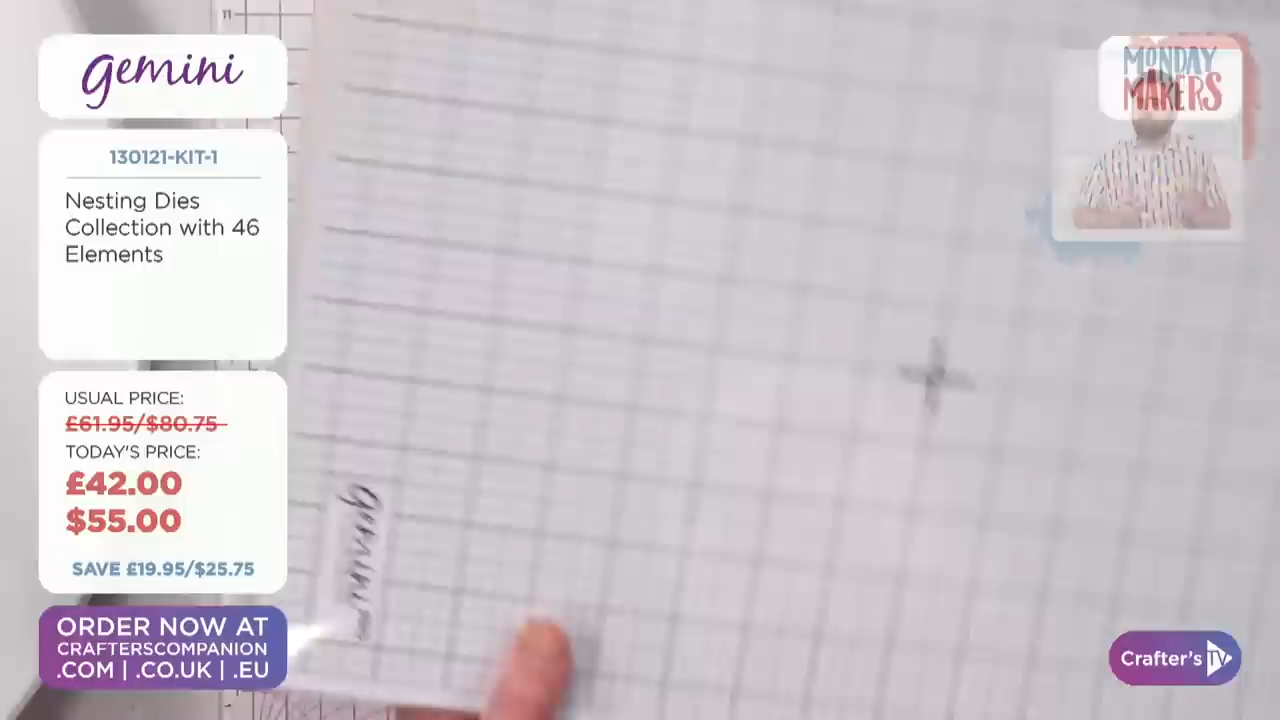 11
gemini
130121-KIT-1
Nesting Dies
Collection with 46
Elements
USUAL PRICE:
£61.95/$80.75
TODAY'S PRICE:
£42.00
$55.00
SAVE £19.95/$25.75
ORDER NOW AT
CRAFTERSCOMPANION
.COM | .CO.UK | .EU
MONDAY
MAKERS
gemini
Crafter's TV